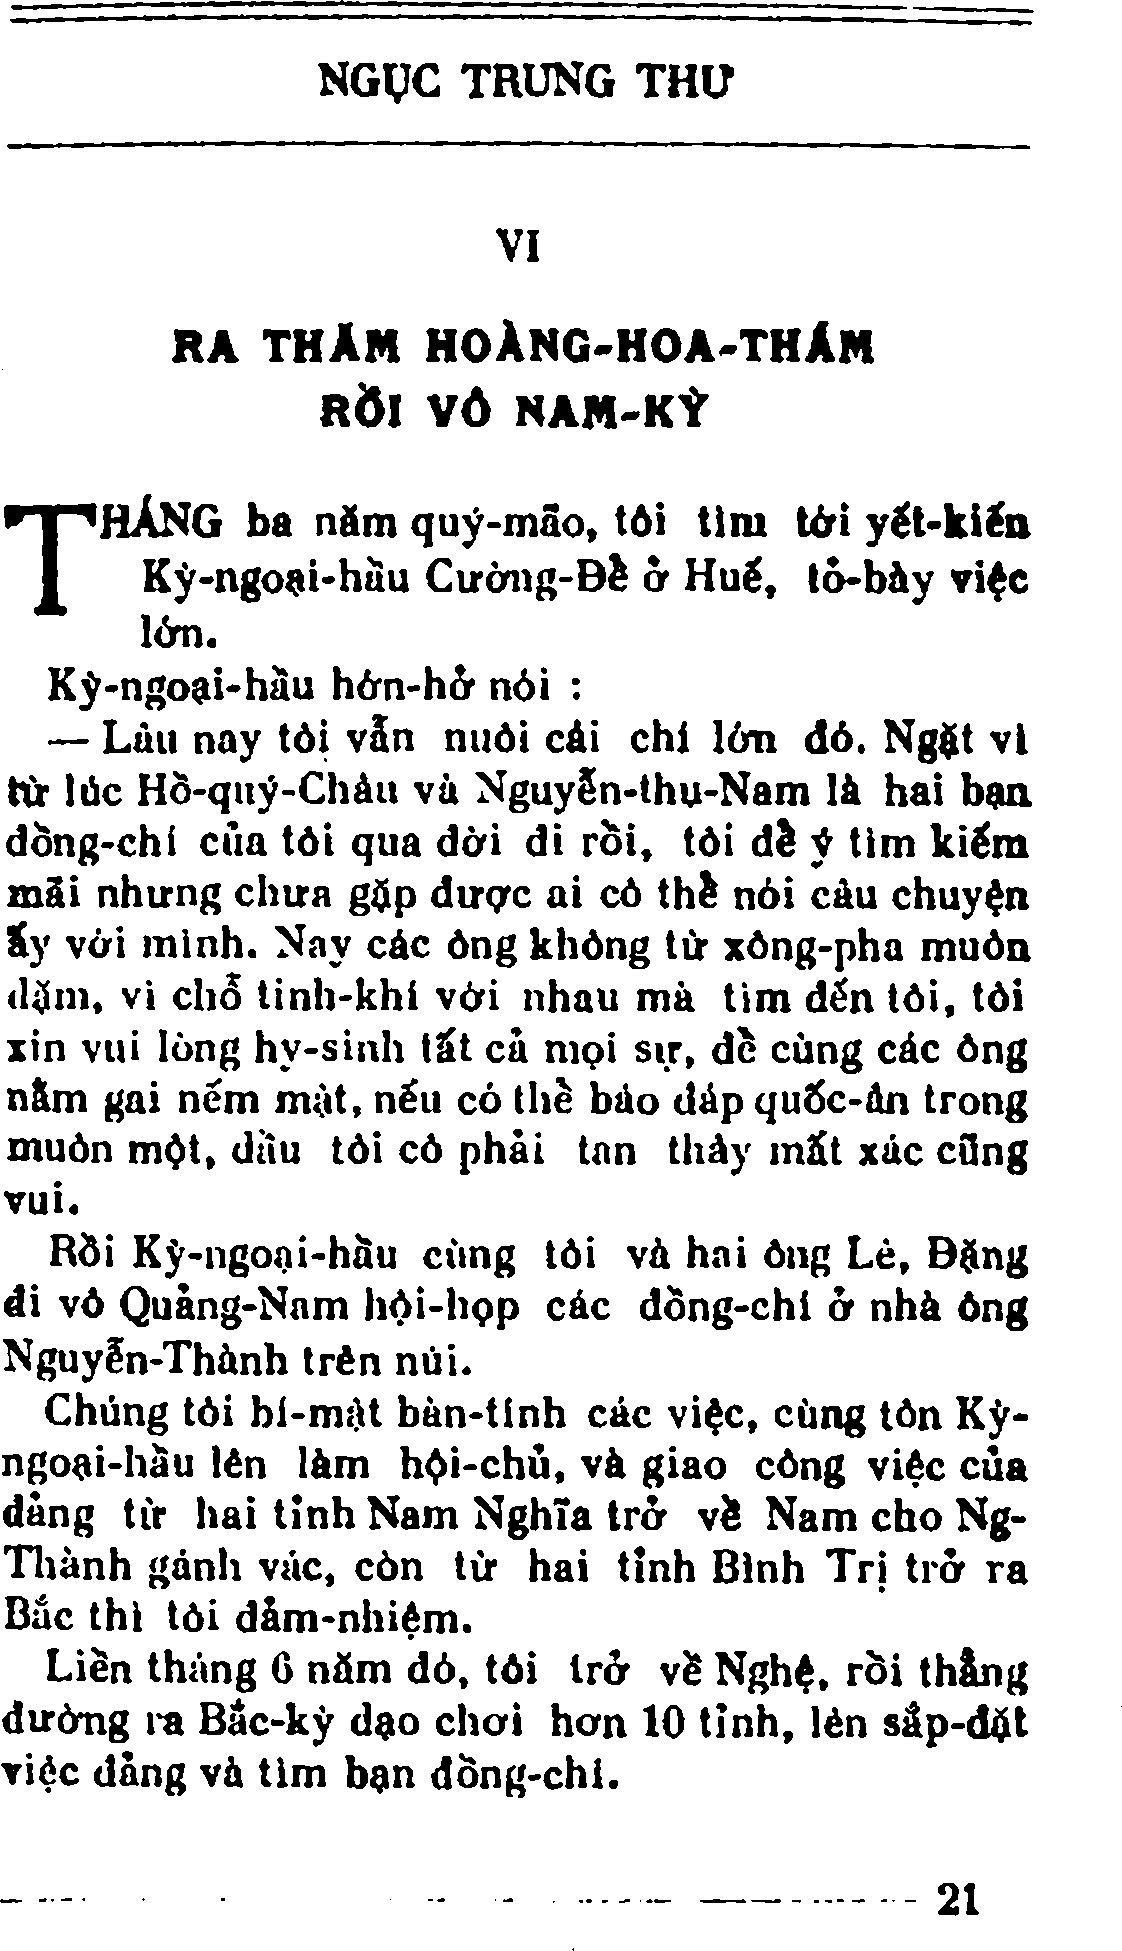 NGỤC TRUNG THƯ
VI
RA THĂM HOÀNG-HOA-THÁM
RỒI VÔ NAM-KỲ
THÁNG ba năm quý-mão, tôi tìm tới yết-kiến
Kỳ-ngoại-hầu Cường-Để ở Huế, tỏ-bày việc
lớn.
Kỳ-ngoại-hầu hớn-hở nói :
— Lâu nay tôi vẫn nuôi cái chí lớn đó. Ngặt vì
từ lúc Hồ-quý-Châu và Nguyễn-thụ-Nam là hai bạn
đồng-chí của tôi qua đời đi rồi, tôi để ý tìm kiếm
mãi nhưng chưa gặp được ai có thể nói câu chuyện
ấy với mình. Nay các ông không từ xông-pha muôn
dặm, vì chỗ tinh-khí với nhau mà tìm đến tôi, tôi
xin vui lòng hy-sinh tất cả mọi sự, để cùng các ông
nằm gai nếm mật, nếu có thể báo đáp quốc-ân trong
muôn một, dầu tôi có phải tan thây mất xác cũng
vui.
Rồi Kỳ-ngoại-hầu cùng tôi và hai ông Lê, Đặng
đi vô Quảng-Nam hội-họp các đồng-chí ở nhà ông
Nguyễn-Thành trên núi.
Chúng tôi bí-mật bàn-tính các việc, cùng tôn Kỳ-
ngoại-hầu lên làm hội-chủ, và giao công việc của
đảng từ hai tỉnh Nam Nghĩa trở về Nam cho Ng-
Thành gánh vác, còn từ hai tỉnh Bình Trị trở ra
Bắc thì tôi đảm-nhiệm.
Liền tháng 6 năm đó, tôi trở về Nghệ, rồi thẳng
đường ra Bắc-kỳ dạo chơi hơn 10 tỉnh, lên sắp-đặt
việc đảng và tìm bạn đồng-chí.
21